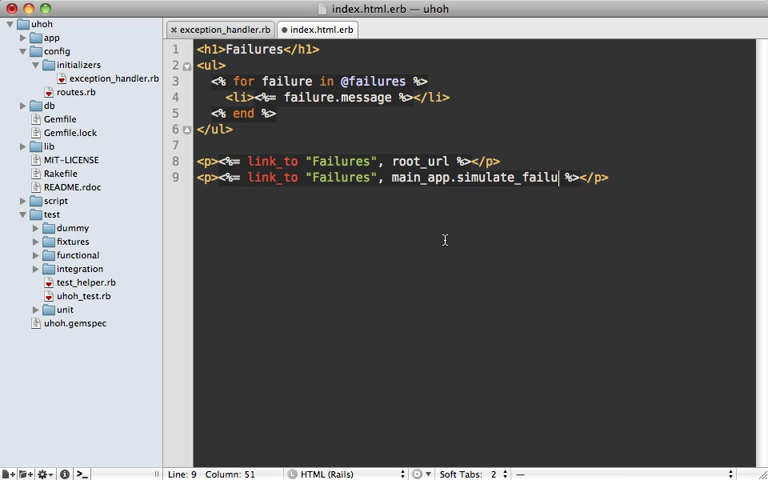 index.html.erb — uhoh
uhoh
app
config
initializers
exception_handler.rb
routes.rb
db
Gemfile
Gemfile.lock
lib
MIT-LICENSE
Rakefile
README.rdoc
script
test
dummy
fixtures
functional
integration
test_helper.rb
uhoh_test.rb
unit
uhoh.gemspec
exception_handler.rb index.html.erb
1 <h1>Failures</h1>
2 <ul>
3 <% for failure in @failures %>
4 <li><%= failure.message %></li>
5 <% end %>
6 </ul>
7
8 <p><%= link_to "Failures", root_url %></p>
9 <p><%= link_to "Failures", main_app.simulate_failu %></p>
Line: 9 Column: 51 HTML (Rails) Soft Tabs: 2 —